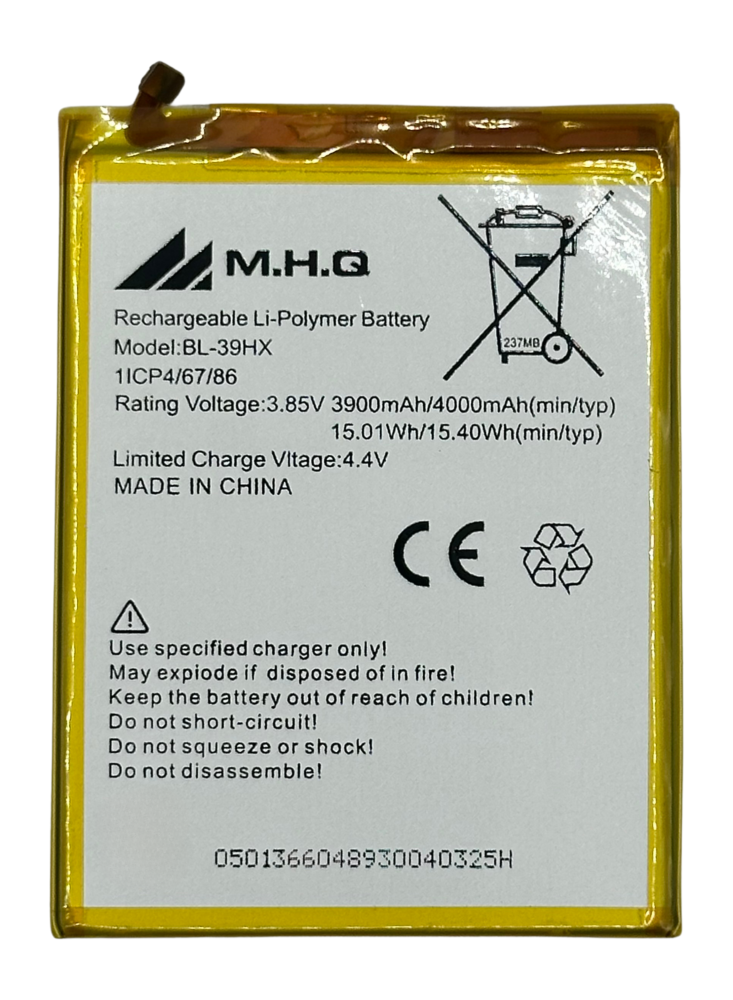 M.H.Q
Rechargeable Li-Polymer Battery
Model:BL-39HX
1ICP4/67/86
Rating Voltage:3.85V 3900mAh/4000mAh(min/typ)
15.01Wh/15.40Wh(min/typ)
Limited Charge Vltage:4.4V
MADE IN CHINA
237MB
CE
Use specified charger only!
May expiode if disposed of in fire!
Keep the battery out of reach of children!
Do not short-circuit!
Do not squeeze or shock!
Do not disassemble!
0501366048930040325H